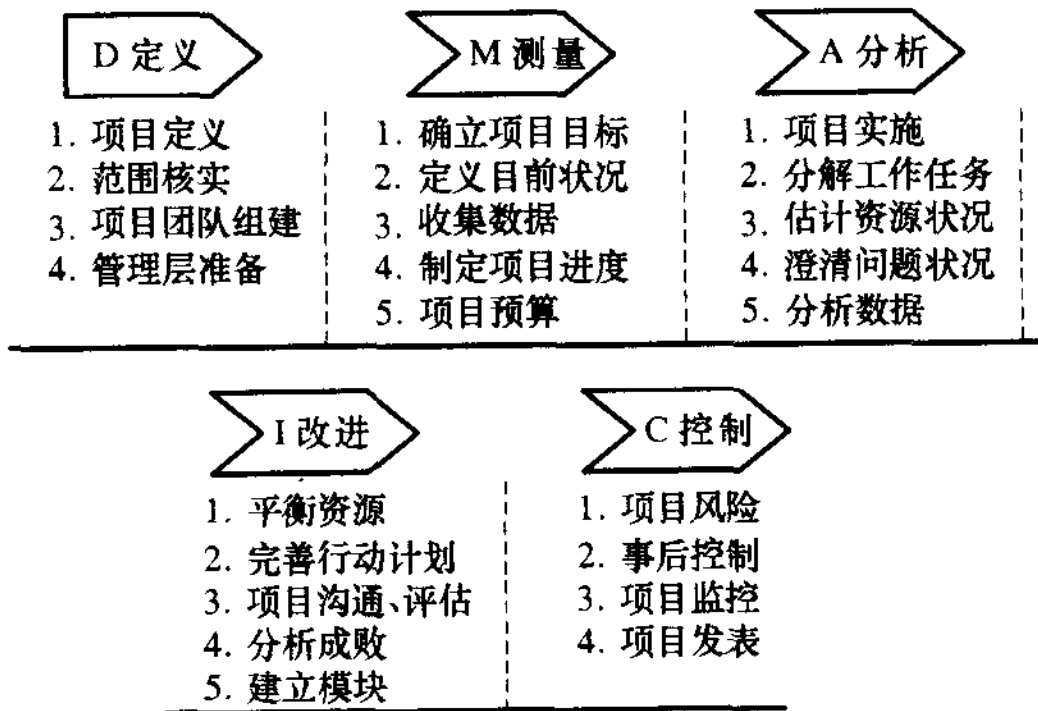 D 定义
M 测量
A 分析
1. 项目定义
2. 范围核实
3. 项目团队组建
4. 管理层准备
1. 确立项目目标
2. 定义目前状况
3. 收集数据
4. 制定项目进度
5. 项目预算
1. 项目实施
2. 分解工作任务
3. 估计资源状况
4. 澄清问题状况
5. 分析数据
I 改进
C 控制
1. 平衡资源
2. 完善行动计划
3. 项目沟通、评估
4. 分析成败
5. 建立模块
1. 项目风险
2. 事后控制
3. 项目监控
4. 项目发表